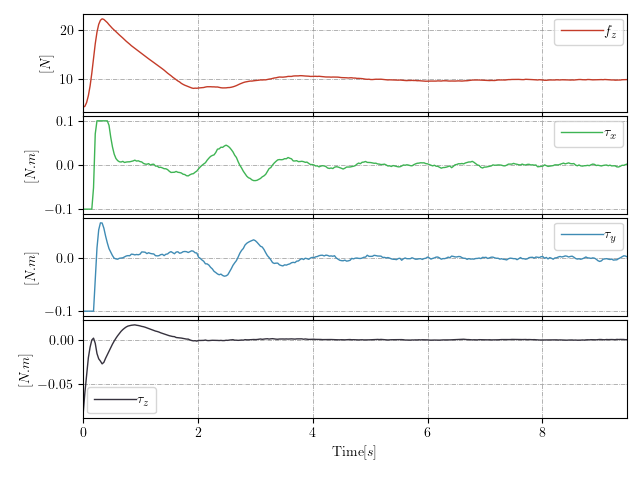 20
10
[N]
f_z
0.1
0.0
−0.1
[N.m]
τ_x
0.0
−0.1
[N.m]
τ_y
0.00
−0.05
[N.m]
τ_z
0 2 4 6 8
Time[s]